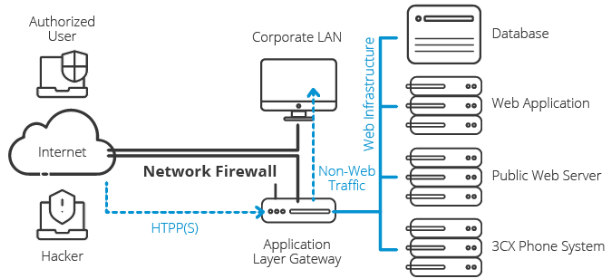 Authorized
User
Corporate LAN
Database
Web Infrastructure
Web Application
Internet
Network Firewall
Non-Web
Traffic
Public Web Server
HTPP(S)
Hacker
Application
Layer Gateway
3CX Phone System